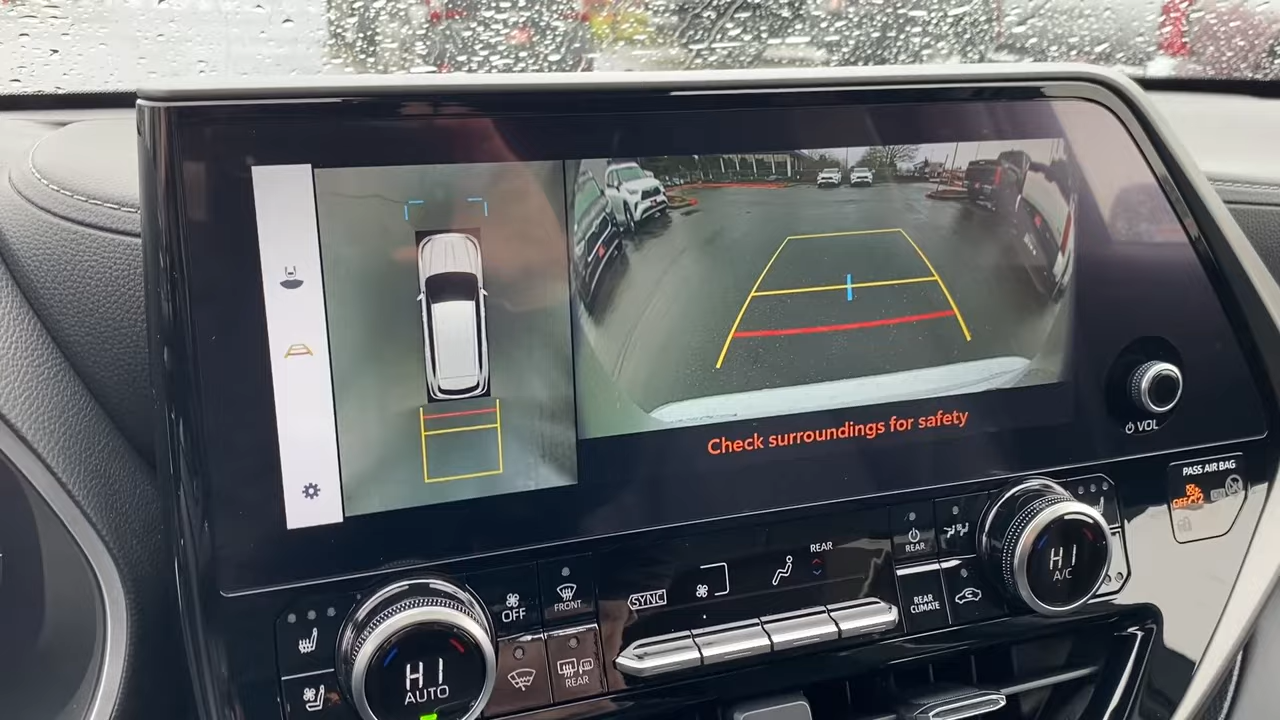 Check surroundings for safety
VOL
PASS AIR BAG
OFF
REAR
HI
A/C
REAR
CLIMATE
REAR
SYNC
OFF
FRONT
REAR
HI
AUTO